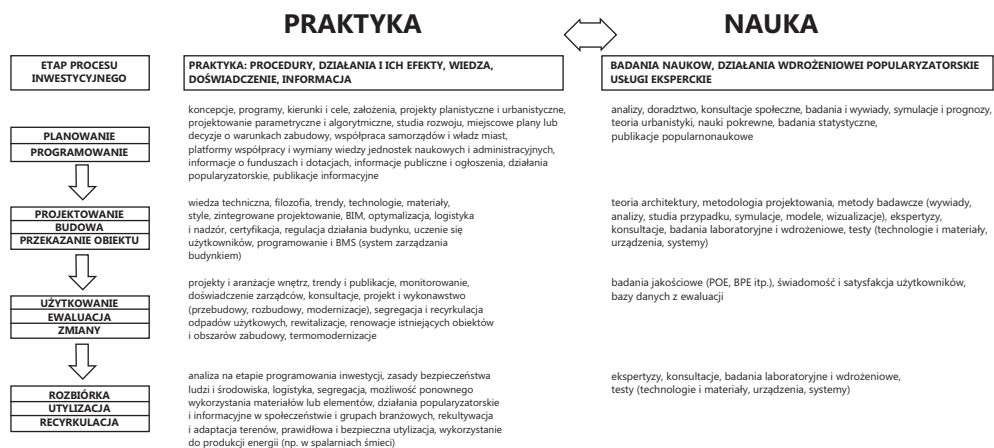 PRAKTYKA
NAUKA
ETAP PROCESU
INWESTYCYJNEGO
PRAKTYKA: PROCEDURY, DZIAŁANIA I ICH EFEKTY, WIEDZA,
DOŚWIADCZENIE, INFORMACJA
BADANIA NAUKOW, DZIAŁANIA WDROŻENIOWEI POPULARYZATORSKIE
USŁUGI EKSPERCKIE
PLANOWANIE
PROGRAMOWANIE
koncepcje, programy, kierunki i cele, założenia, projekty planistyczne i urbanistyczne,
projektowanie parametryczne i algorytmiczne, studia rozwoju, miejscowe plany lub
decyzje o warunkach zabudowy, współpraca samorządów i władz miast,
platformy współpracy i wymiany wiedzy jednostek naukowych i administracyjnych,
informacje o funduszach i dotacjach, informacje publiczne i ogłoszenia, działania
popularyzatorskie, publikacje informacyjne
analizy, doradztwo, konsultacje społeczne, badania i wywiady, symulacje i prognozy,
teoria urbanistyki, nauki pokrewne, badania statystyczne,
publikacje popularnonaukowe
PROJEKTOWANIE
BUDOWA
PRZEKAZANIE OBIEKTU
wiedza techniczna, filozofia, trendy, technologie, materiały,
style, zintegrowane projektowanie, BIM, optymalizacja, logistyka
i nadzór, certyfikacja, regulacja działania budynku, uczenie się
użytkowników, programowanie i BMS (system zarządzania
budynkiem)
teoria architektury, metodologia projektowania, metody badawcze (wywiady,
analizy, studia przypadku, symulacje, modele, wizualizacje), ekspertyzy,
konsultacje, badania laboratoryjne i wdrożeniowe, testy (technologie i materiały,
urządzenia, systemy)
UŻYTKOWANIE
EWALUACJA
ZMIANY
projekty i aranżacje wnętrz, trendy i publikacje, monitorowanie,
doświadczenie zarządców, konsultacje, projekt i wykonawstwo
(przebudowy, rozbudowy, modernizacje), segregacja i recyrkulacja
odpadów użytkowych, rewitalizacje, renowacje istniejących obiektów
i obszarów zabudowy, termomodernizacje
badania jakościowe (POE, BPE itp.), świadomość i satysfakcja użytkowników,
bazy danych z ewaluacji
ROZBIÓRKA
UTYLIZACJA
RECYRKULACJA
analiza na etapie programowania inwestycji, zasady bezpieczeństwa
ludzi i środowiska, logistyka, segregacja, możliwość ponownego
wykorzystania materiałów lub elementów, działania popularyzatorskie
i informacyjne w społeczeństwie i grupach branżowych, rekultywacja
i adaptacja terenów, prawidłowa i bezpieczna utylizacja, wykorzystanie
do produkcji energii (np. w spalarniach śmieci)
ekspertyzy, konsultacje, badania laboratoryjne i wdrożeniowe,
testy (technologie i materiały, urządzenia, systemy)